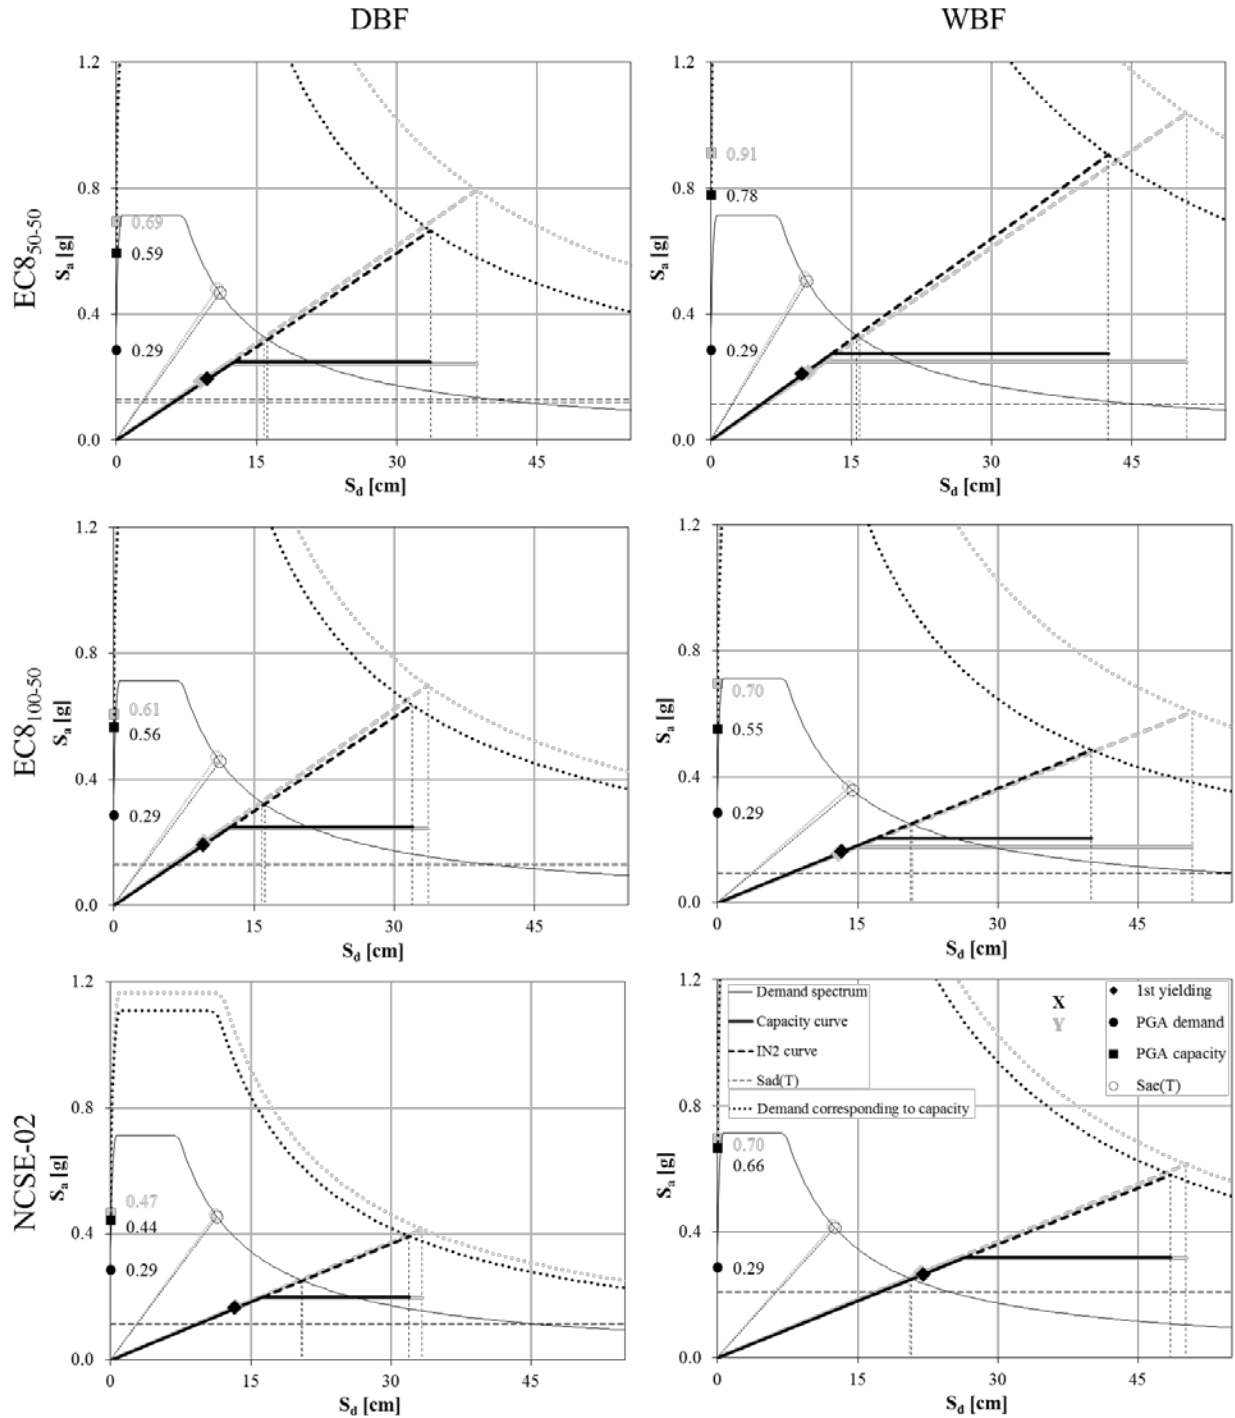 DBF
WBF
EC8₅₀₋₅₀
1.2
0.8
0.4
0.0
Sₐ [g]
0.69
0.59
0.29
0
15
30
45
S_d [cm]
1.2
0.8
0.4
0.0
Sₐ [g]
0.91
0.78
0.29
0
15
30
45
S_d [cm]
EC8₁₀₀₋₅₀
1.2
0.8
0.4
0.0
Sₐ [g]
0.61
0.56
0.29
0
15
30
45
S_d [cm]
1.2
0.8
0.4
0.0
Sₐ [g]
0.70
0.55
0.29
0
15
30
45
S_d [cm]
NCSE-02
1.2
0.8
0.4
0.0
Sₐ [g]
0.47
0.44
0.29
0
15
30
45
S_d [cm]
1.2
0.8
0.4
0.0
Sₐ [g]
Demand spectrum
Capacity curve
IN2 curve
Sad(T)
Demand corresponding to capacity
X
Y
1st yielding
PGA demand
PGA capacity
Sae(T)
0.70
0.66
0.29
0
15
30
45
S_d [cm]